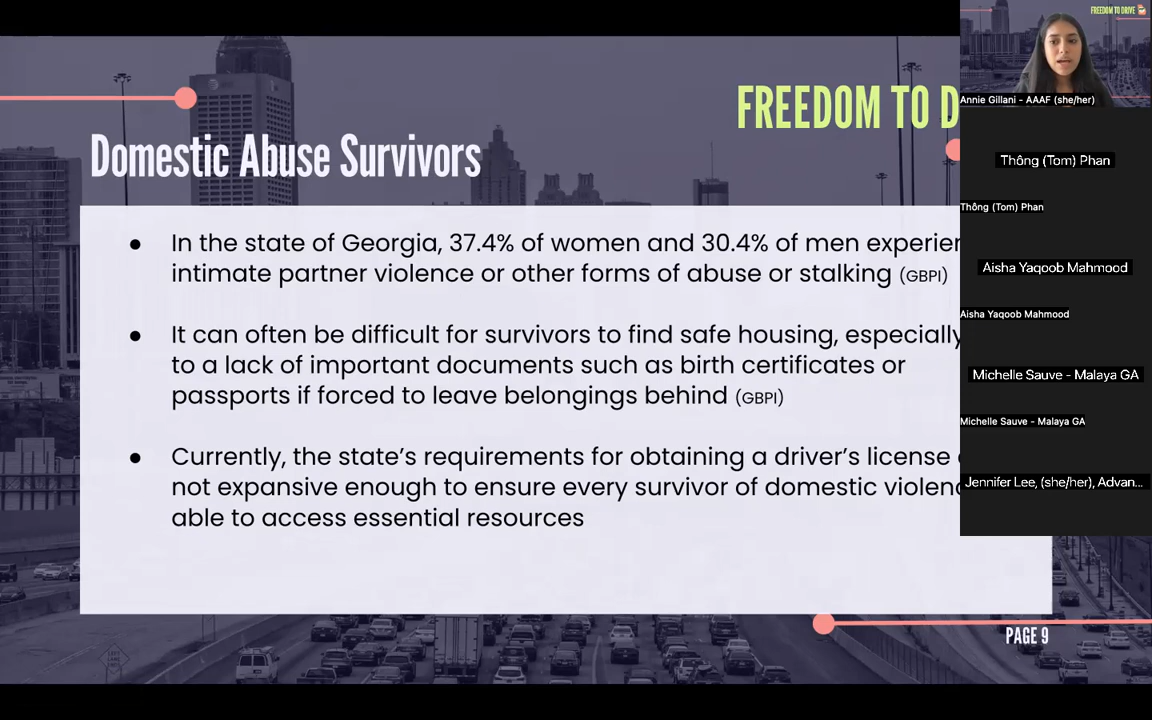 FREEDOM TO DRIVE
FREEDOM TO D
Annie Gillani - AAAF (she/her)
Domestic Abuse Survivors
Thông (Tom) Phan
Thông (Tom) Phan
● In the state of Georgia, 37.4% of women and 30.4% of men experien
intimate partner violence or other forms of abuse or stalking (GBPI)
Aisha Yaqoob Mahmood
Aisha Yaqoob Mahmood
● It can often be difficult for survivors to find safe housing, especially
to a lack of important documents such as birth certificates or
passports if forced to leave belongings behind (GBPI)
Michelle Sauve - Malaya GA
Michelle Sauve - Malaya GA
● Currently, the state's requirements for obtaining a driver's license
not expansive enough to ensure every survivor of domestic violenc
able to access essential resources
Jennifer Lee, (she/her), Advan...
PAGE 9